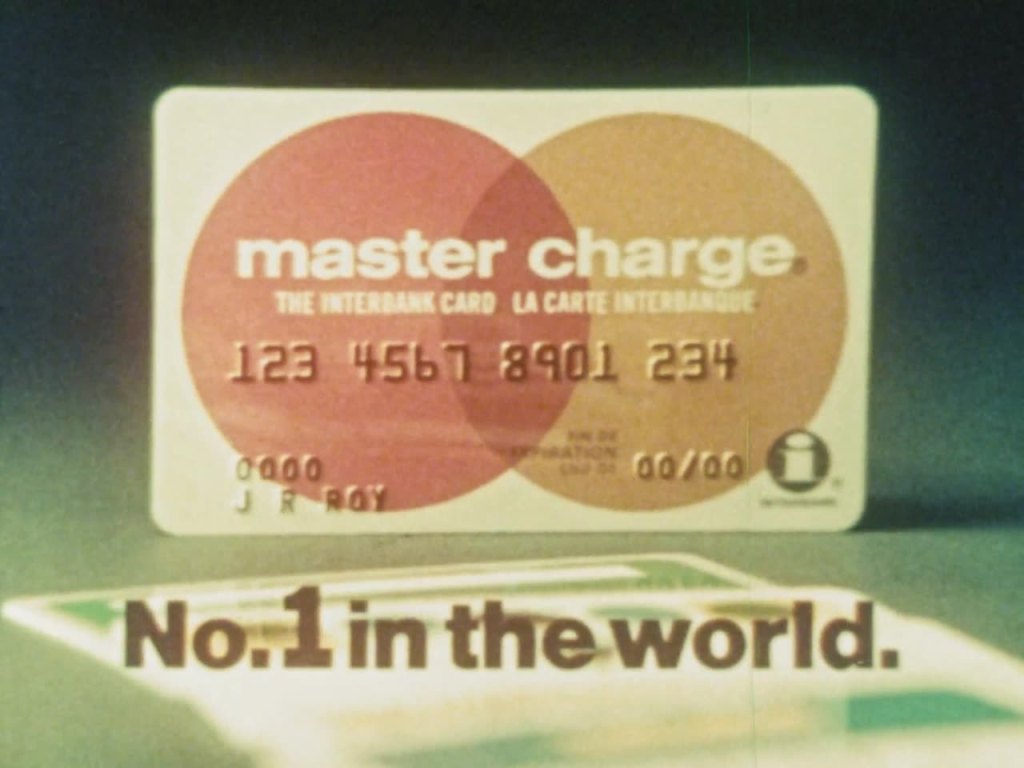 master charge®
THE INTERBANK CARD LA CARTE INTERBANQUE
123 4567 8901 234
EXPIRATION
0000 00/00 i
J R ROY
No.1 in the world.